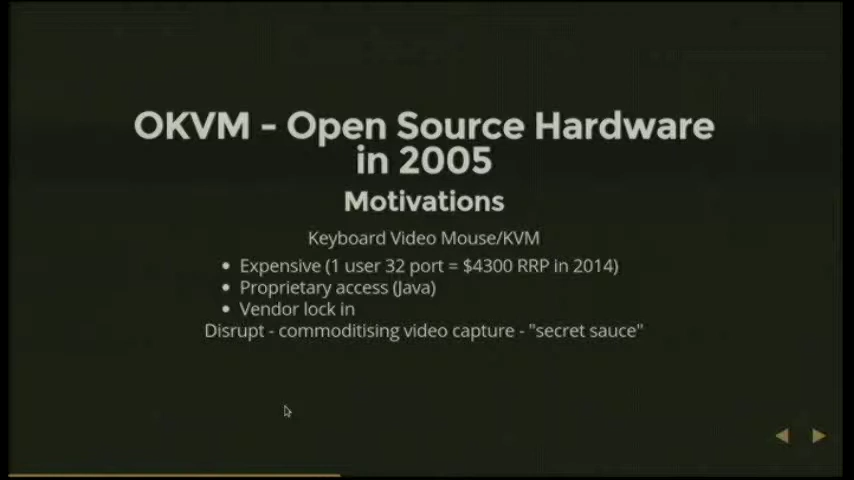 OKVM - Open Source Hardware
in 2005
Motivations
Keyboard Video Mouse/KVM
• Expensive (1 user 32 port = $4300 RRP in 2014)
• Proprietary access (Java)
• Vendor lock in
Disrupt - commoditising video capture - "secret sauce"